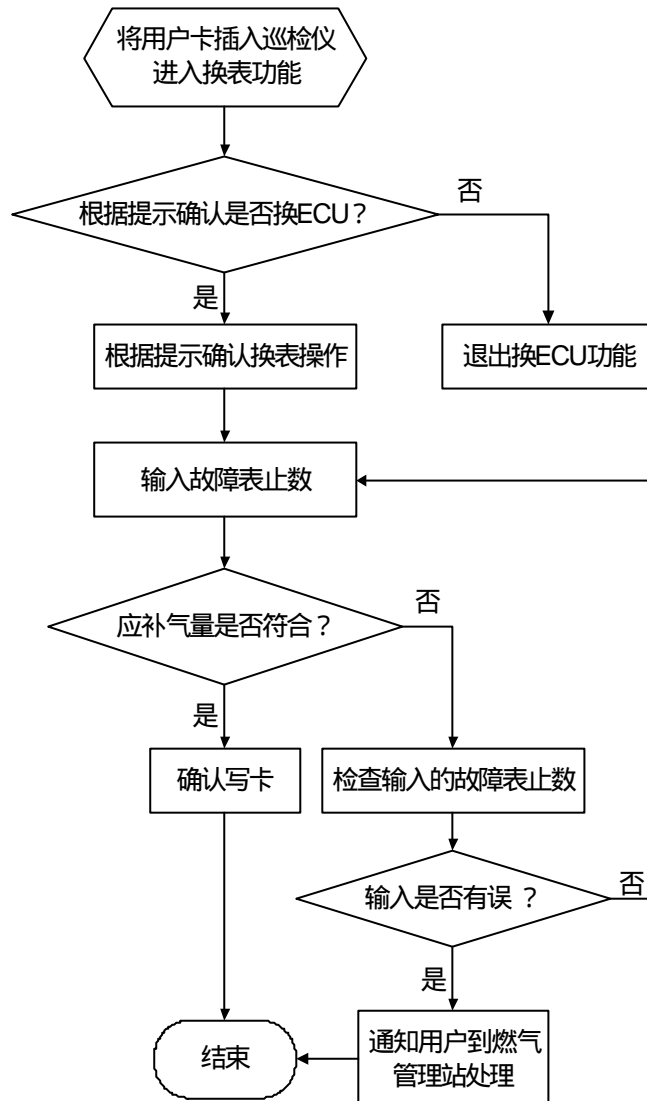 将用户卡插入巡检仪
进入换表功能
根据提示确认是否换ECU？
否
是
根据提示确认换表操作
退出换ECU功能
输入故障表止数
应补气量是否符合？
否
是
确认写卡
检查输入的故障表止数
输入是否有误 ？
否
是
结束
通知用户到燃气
管理站处理